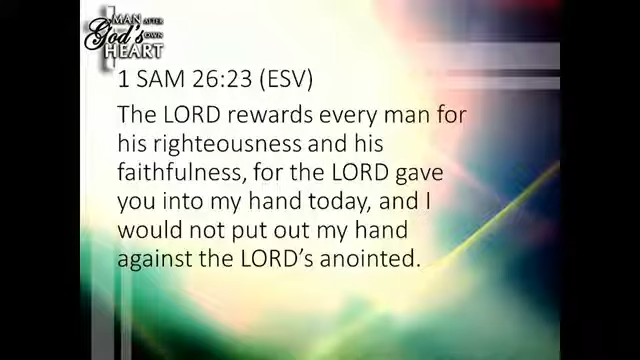 A MAN AFTER
God's OWN
HEART
1 SAM 26:23 (ESV)
The LORD rewards every man for
his righteousness and his
faithfulness, for the LORD gave
you into my hand today, and I
would not put out my hand
against the LORD’s anointed.